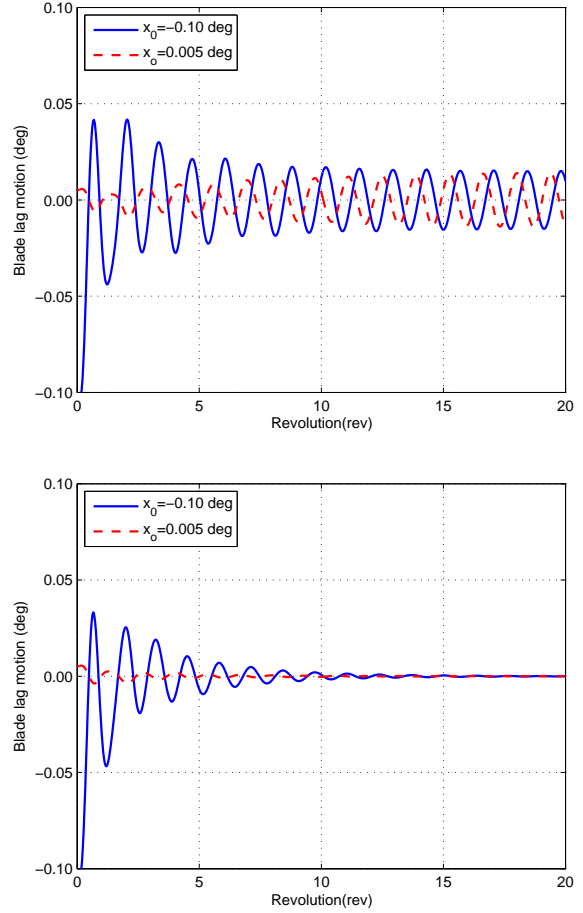 0.10
x₀=−0.10 deg
xₒ=0.005 deg
0.05
0.00
−0.05
−0.10
Blade lag motion (deg)
0 5 10 15 20
Revolution(rev)
0.10
x₀=−0.10 deg
xₒ=0.005 deg
0.05
0.00
−0.05
−0.10
Blade lag motion (deg)
0 5 10 15 20
Revolution(rev)